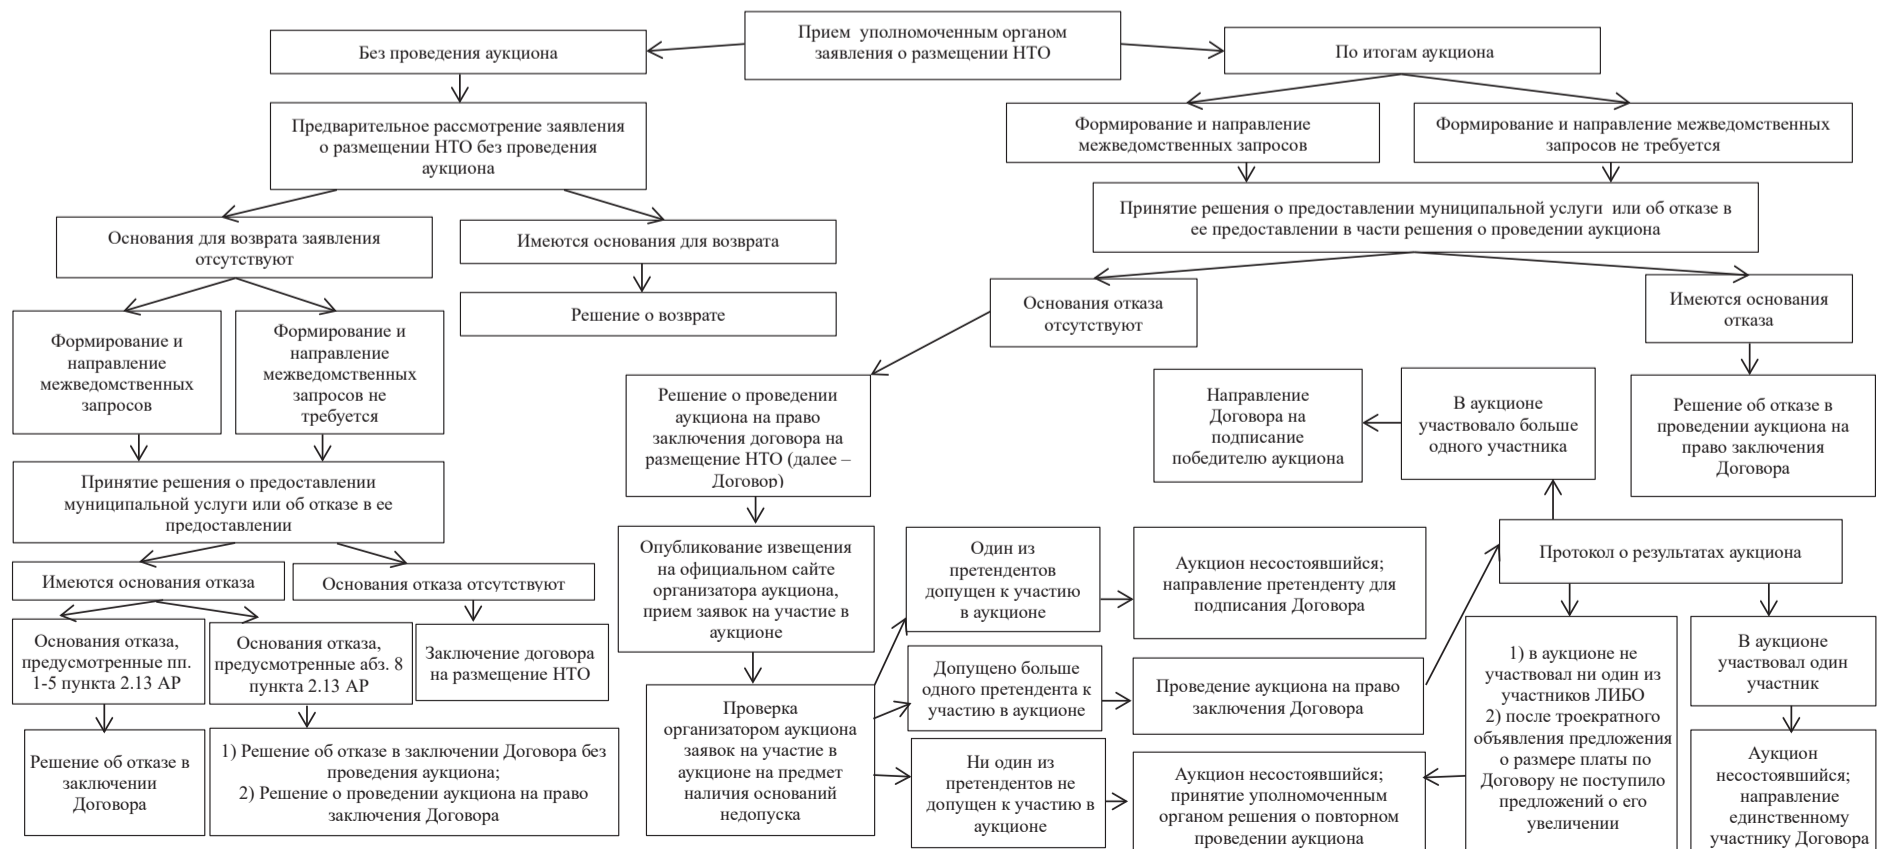 Прием уполномоченным органом
заявления о размещении НТО
Без проведения аукциона
По итогам аукциона
Предварительное рассмотрение заявления
о размещении НТО без проведения
аукциона
Формирование и направление
межведомственных запросов
Формирование и направление межведомственных
запросов не требуется
Основания для возврата заявления
отсутствуют
Имеются основания для возврата
Решение о возврате
Принятие решения о предоставлении муниципальной услуги или об отказе в
ее предоставлении в части решения о проведении аукциона
Основания отказа
отсутствуют
Имеются основания
отказа
Формирование и
направление
межведомственных
запросов
Формирование и
направление
межведомственных
запросов не
требуется
Решение о проведении
аукциона на право
заключения договора на
размещение НТО (далее –
Договор)
Направление
Договора на
подписание
победителю аукциона
В аукционе
участвовало больше
одного участника
Решение об отказе в
проведении аукциона на
право заключения
Договора
Принятие решения о предоставлении
муниципальной услуги или об отказе в ее
предоставлении
Имеются основания отказа
Основания отказа отсутствуют
Основания отказа,
предусмотренные пп.
1-5 пункта 2.13 АР
Основания отказа,
предусмотренные абз. 8
пункта 2.13 АР
Заключение договора
на размещение НТО
Решение об отказе в
заключении
Договора
1) Решение об отказе в заключении Договора без
проведения аукциона;
2) Решение о проведении аукциона на право
заключения Договора
Опубликование извещения
на официальном сайте
организатора аукциона,
прием заявок на участие в
аукционе
Проверка
организатором аукциона
заявок на участие в
аукционе на предмет
наличия оснований
недопуска
Один из
претендентов
допущен к участию
в аукционе
Аукцион несостоявшийся;
направление претенденту для
подписания Договора
Допущено больше
одного претендента к
участию в аукционе
Проведение аукциона на право
заключения Договора
Ни один из
претендентов не
допущен к участию в
аукционе
Аукцион несостоявшийся;
принятие уполномоченным
органом решения о повторном
проведении аукциона
Протокол о результатах аукциона
1) в аукционе не
участвовал ни один из
участников ЛИБО
2) после троекратного
объявления предложения
о размере платы по
Договору не поступило
предложений о его
увеличении
В аукционе
участвовал один
участник
Аукцион
несостоявшийся;
направление
единственному
участнику Договора